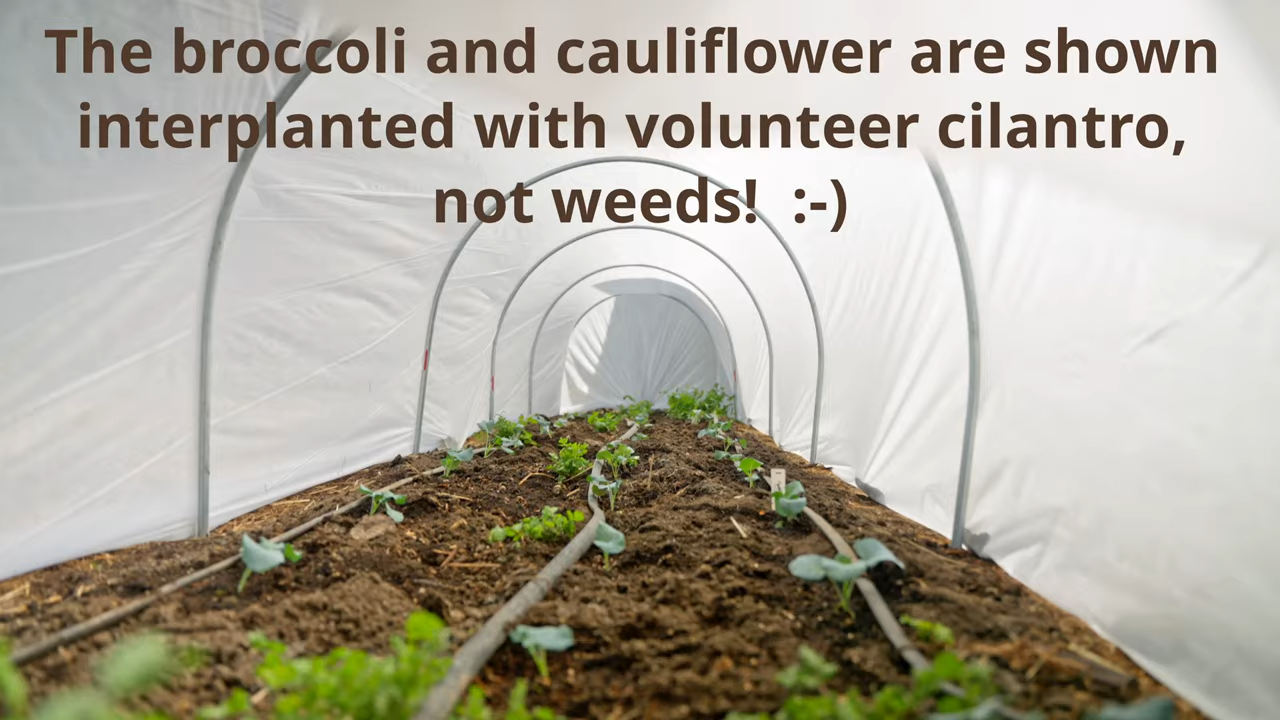 The broccoli and cauliflower are shown
interplanted with volunteer cilantro,
not weeds!  :-)